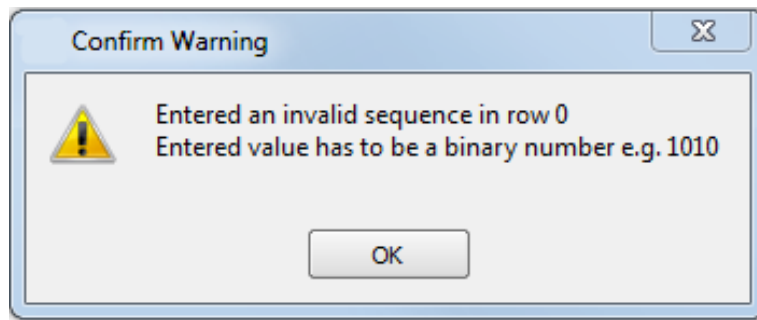 Confirm Warning
Entered an invalid sequence in row 0
Entered value has to be a binary number e.g. 1010
OK